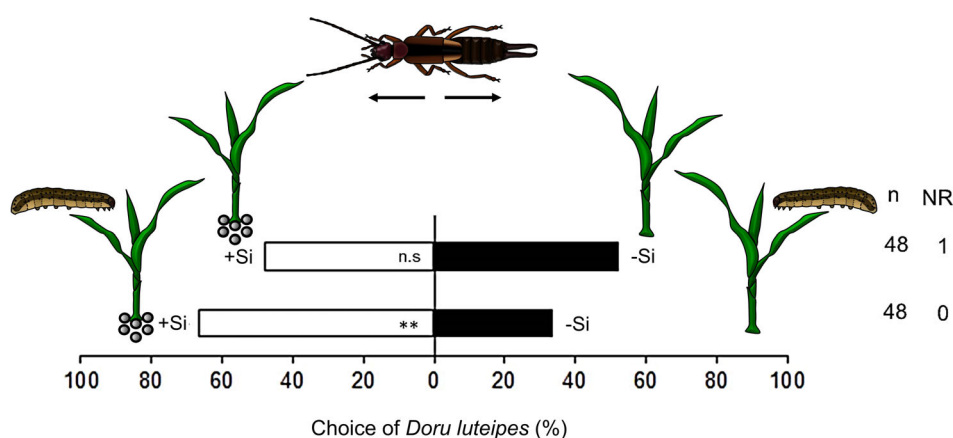 n NR
+Si n.s -Si 48 1
+Si ** -Si 48 0
100 80 60 40 20 0 20 40 60 80 100
Choice of Doru luteipes (%)